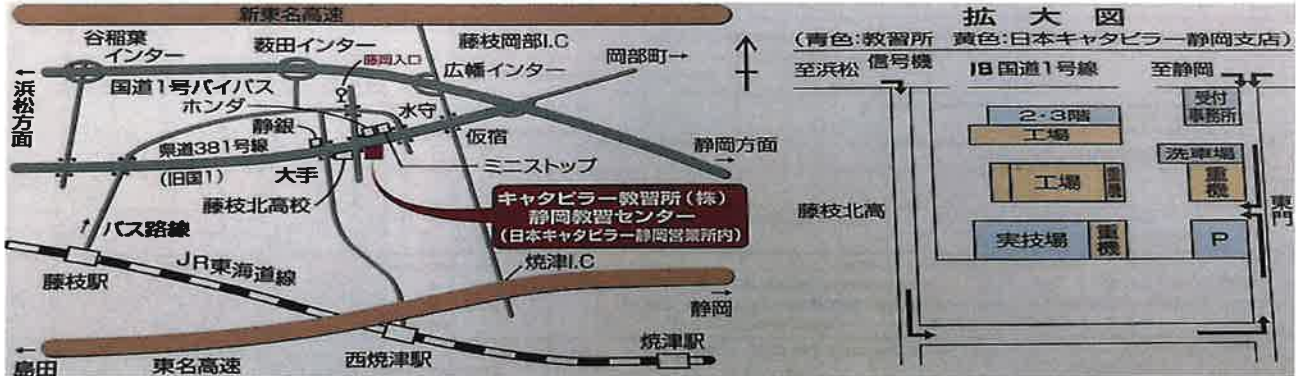 新東名高速
谷稲葉
インター
薮田インター
藤枝岡部I.C
岡部町→
藤岡入口
広幡インター
←浜松方面
国道1号バイパス
ホンダ
水守
静銀
仮宿
県道381号線
(旧国1)
大手
ミニストップ
静岡方面
→
藤枝北高校
キャタピラー教習所(株)
静岡教習センター
(日本キャタピラー静岡営業所内)
バス路線
藤枝駅
JR東海道線
焼津I.C
→
静岡
←
島田
東名高速
西焼津駅
焼津駅
拡大図
(青色:教習所 黄色:日本キャタピラー静岡支店)
至浜松 信号機 旧国道1号線 至静岡
受付
事務所
2・3階
工場
洗車場
工場
重機
重機
藤枝北高
東門
実技場
重機
P